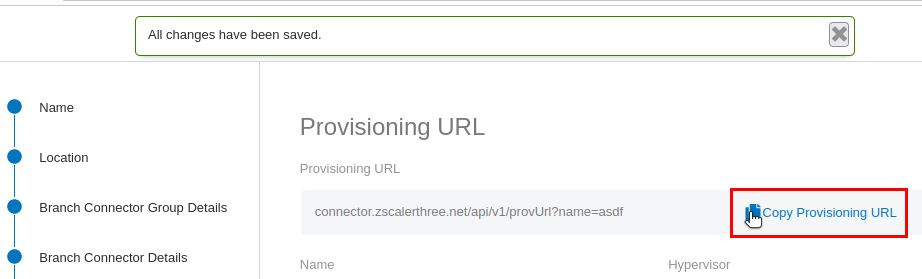 All changes have been saved.
Name
Location
Branch Connector Group Details
Branch Connector Details
Provisioning URL
Provisioning URL
connector.zscalerthree.net/api/v1/provUrl?name=asdf
Copy Provisioning URL
Name
Hypervisor